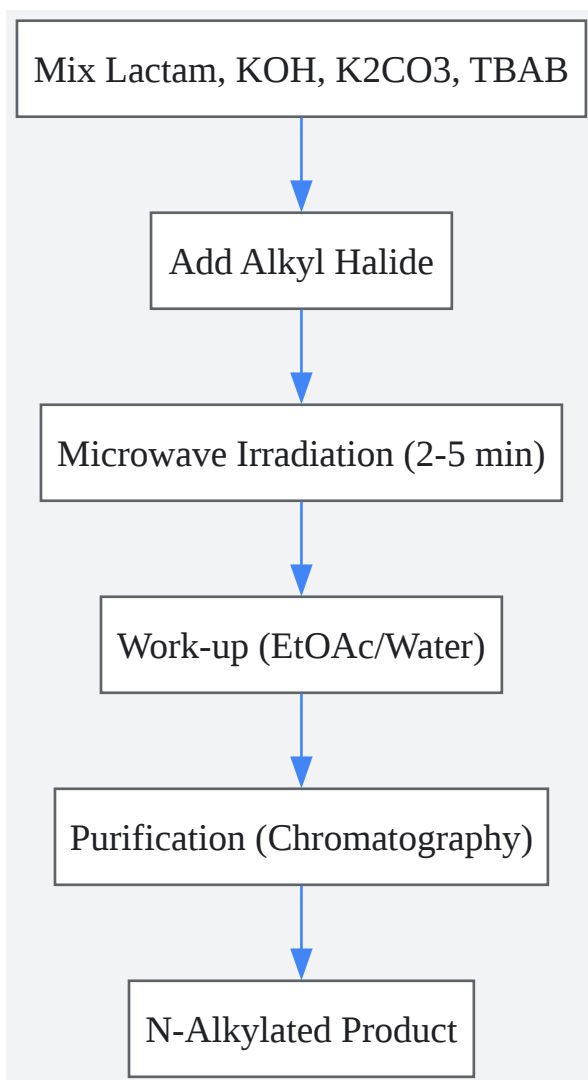 Mix Lactam, KOH, K2CO3, TBAB
Add Alkyl Halide
Microwave Irradiation (2-5 min)
Work-up (EtOAc/Water)
Purification (Chromatography)
N-Alkylated Product